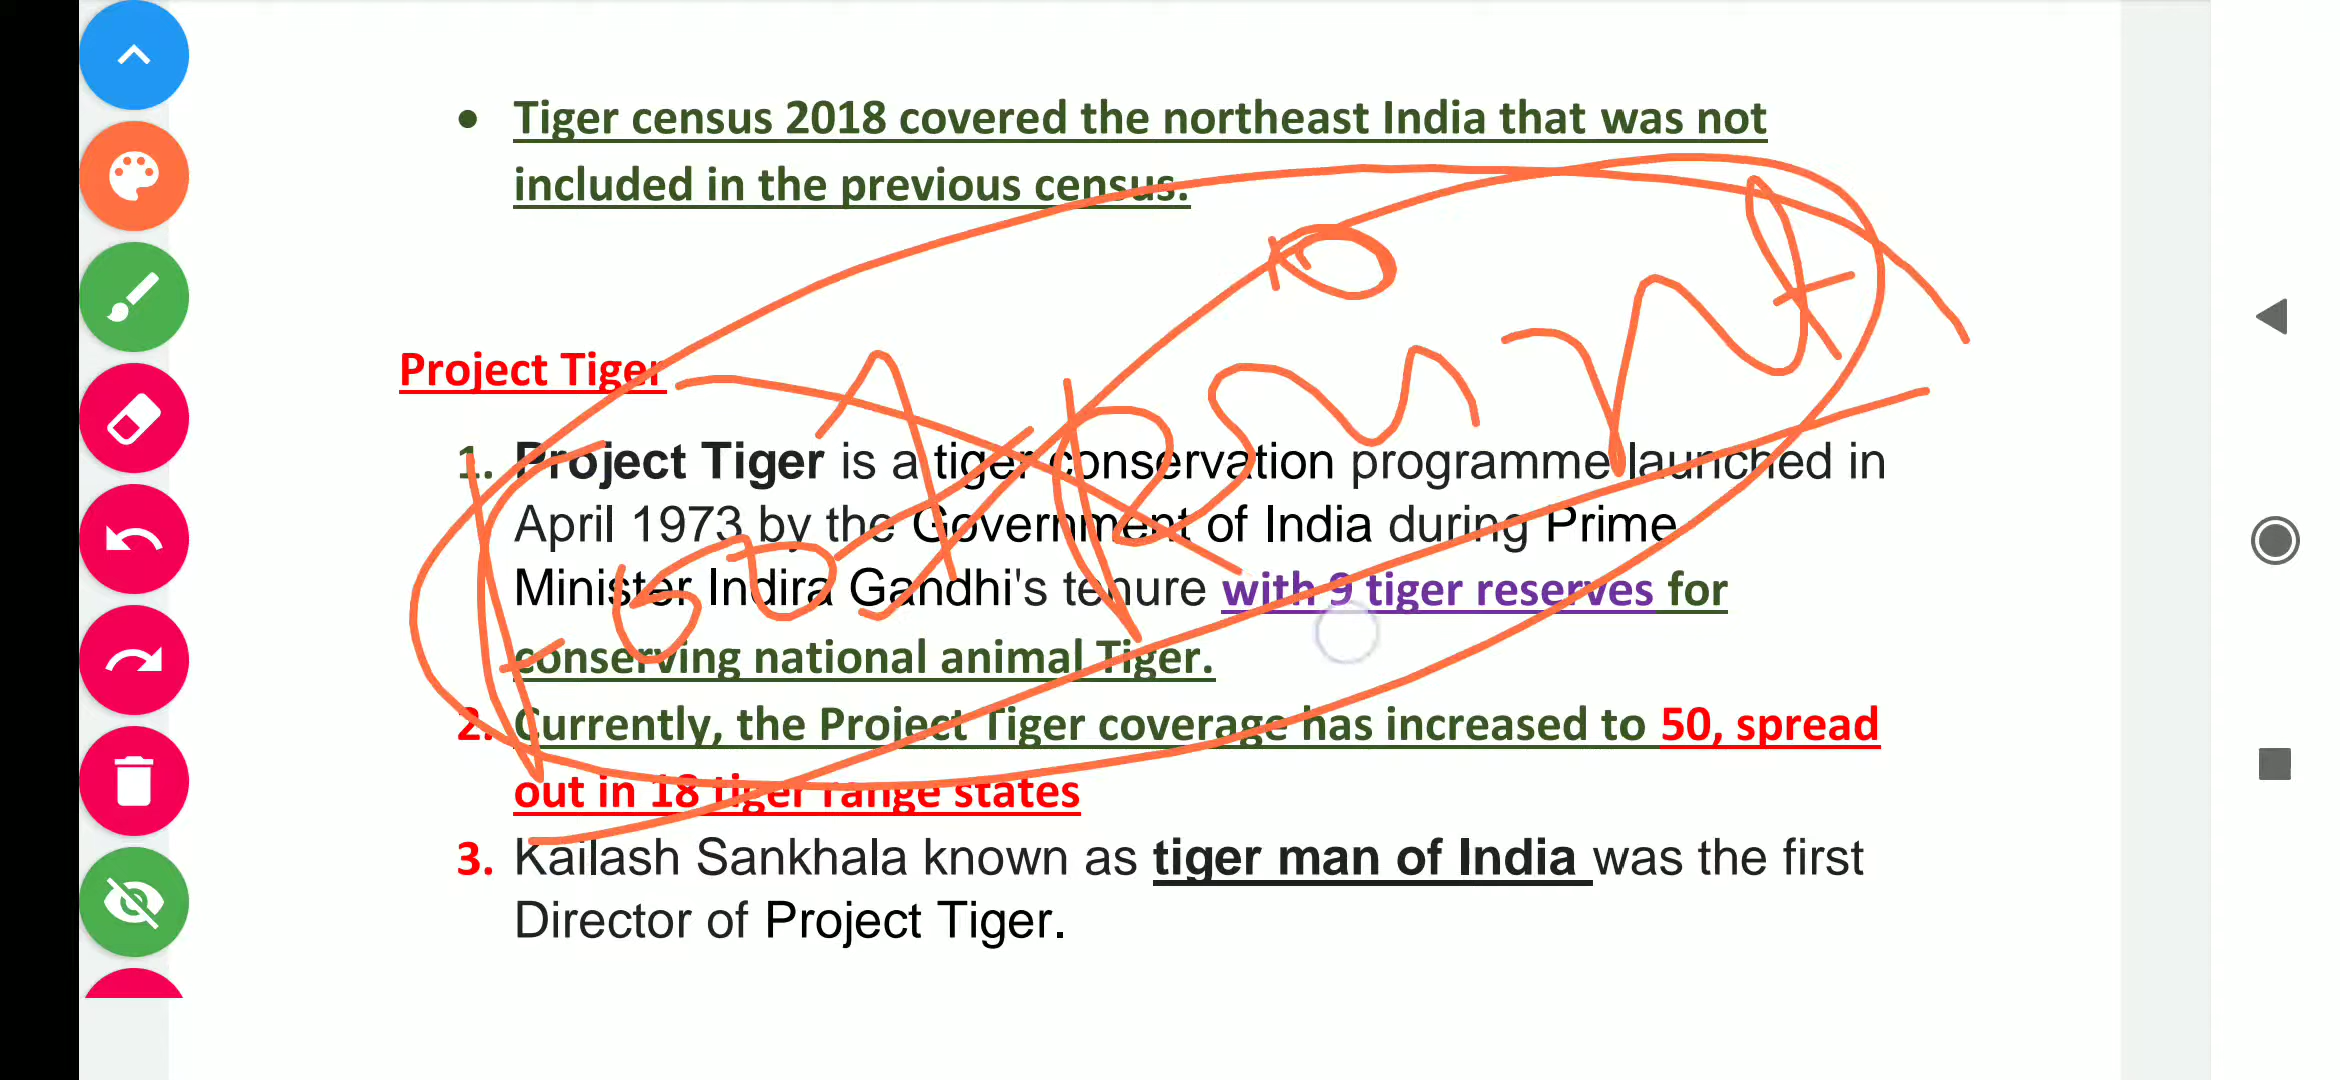 • Tiger census 2018 covered the northeast India that was not
included in the previous census.
Project Tiger
1. Project Tiger is a tiger conservation programme launched in
April 1973 by the Government of India during Prime
Minister Indira Gandhi's tenure with 9 tiger reserves for
conserving national animal Tiger.
2. Currently, the Project Tiger coverage has increased to 50, spread
out in 18 tiger range states
3. Kailash Sankhala known as tiger man of India was the first
Director of Project Tiger.